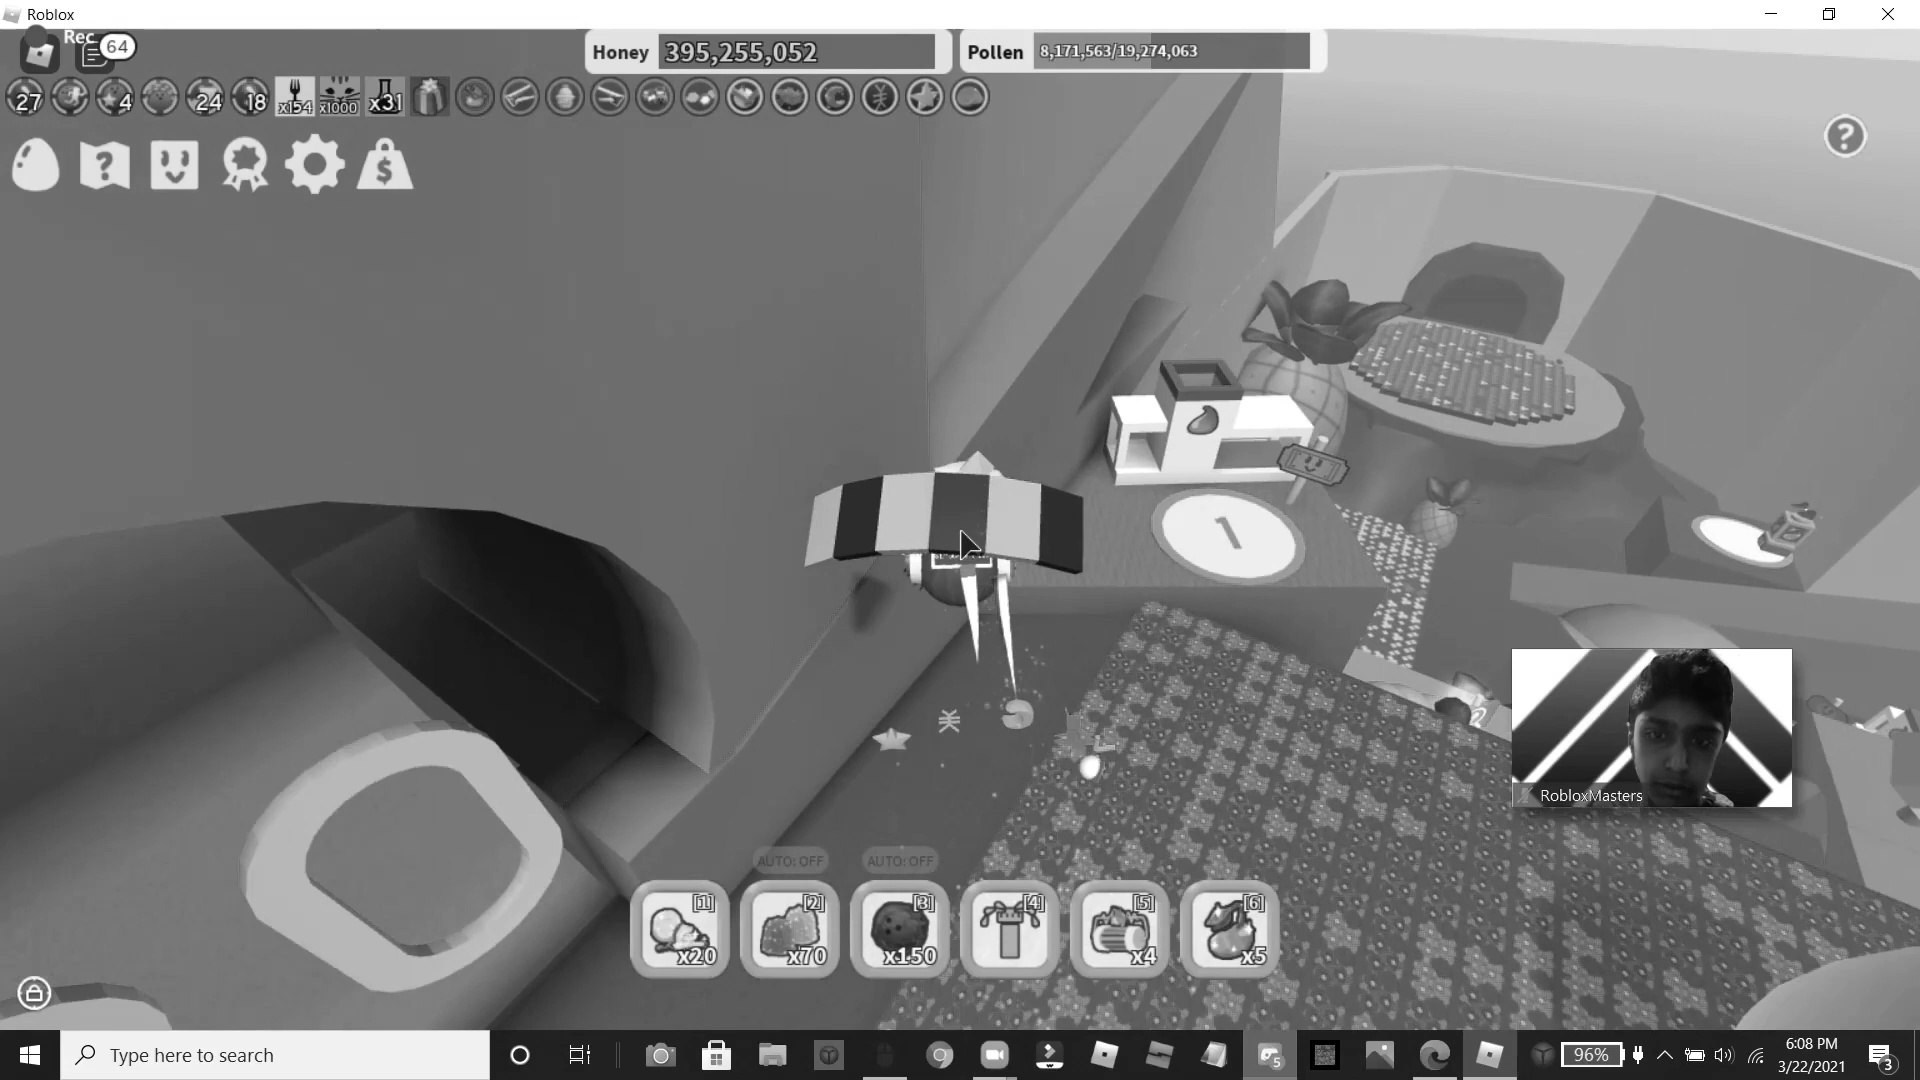 Roblox
Rec
64
Honey 395,255,052
Pollen 8,171,563/19,274,063
27 4 24 18 x154 x1000 x31
?
?
$
1
RobloxMasters
AUTO: OFF AUTO: OFF
[1] [2] [3] [4] [5] [6]
x20 x70 x150 x4 x5
Type here to search
5
96%
6:08 PM
3/22/2021
3